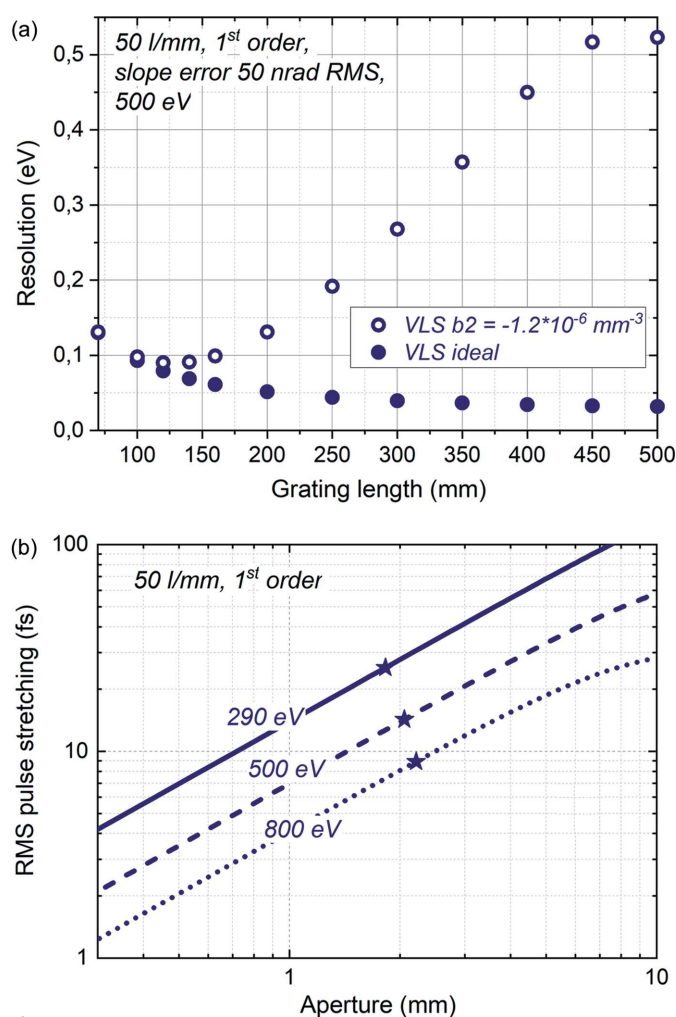 (a)
50 l/mm, 1st order,
slope error 50 nrad RMS,
500 eV
0,5
0,4
0,3
0,2
0,1
0,0
Resolution (eV)
VLS b2 = -1.2*10-6 mm-3
VLS ideal
100 150 200 250 300 350 400 450 500
Grating length (mm)
(b)
50 l/mm, 1st order
100
10
1
RMS pulse stretching (fs)
290 eV
500 eV
800 eV
1 10
Aperture (mm)